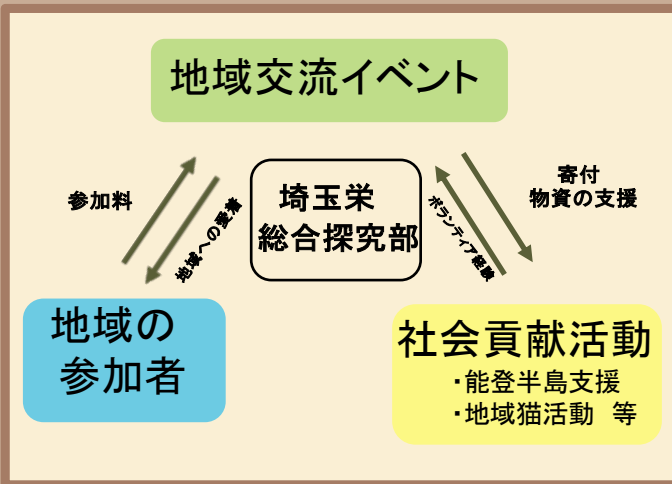 地域交流イベント
参加料
地域への愛着
埼玉栄
総合探究部
ボランティア経験
寄付
物資の支援
地域の
参加者
社会貢献活動
・能登半島支援
・地域猫活動　等